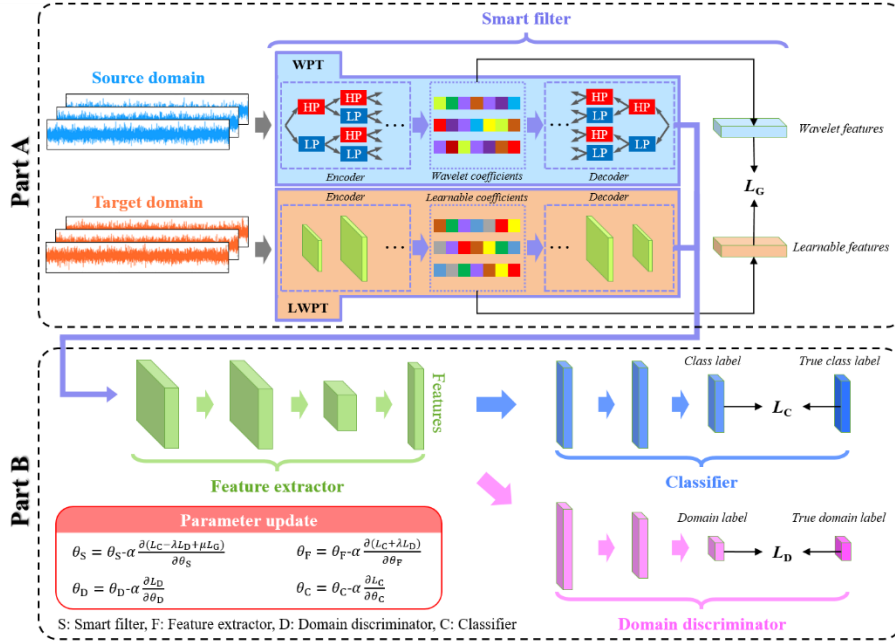 Part A
Smart filter
Source domain
Target domain
WPT
HP
HP
LP
LP
HP
LP
...
Encoder
Wavelet coefficients
...
HP
LP
HP
LP
HP
LP
Decoder
Encoder
Learnable coefficients
Decoder
...
...
LWPT
Wavelet features
L_G
Learnable features
Part B
Features
Feature extractor
Class label
True class label
L_C
Classifier
Domain label
True domain label
L_D
Domain discriminator
Parameter update
θ_S = θ_S-α ∂(L_C−λL_D+μL_G)/∂θ_S
θ_F = θ_F-α ∂(L_C+λL_D)/∂θ_F
θ_D = θ_D-α ∂L_D/∂θ_D
θ_C = θ_C-α ∂L_C/∂θ_C
S: Smart filter, F: Feature extractor, D: Domain discriminator, C: Classifier